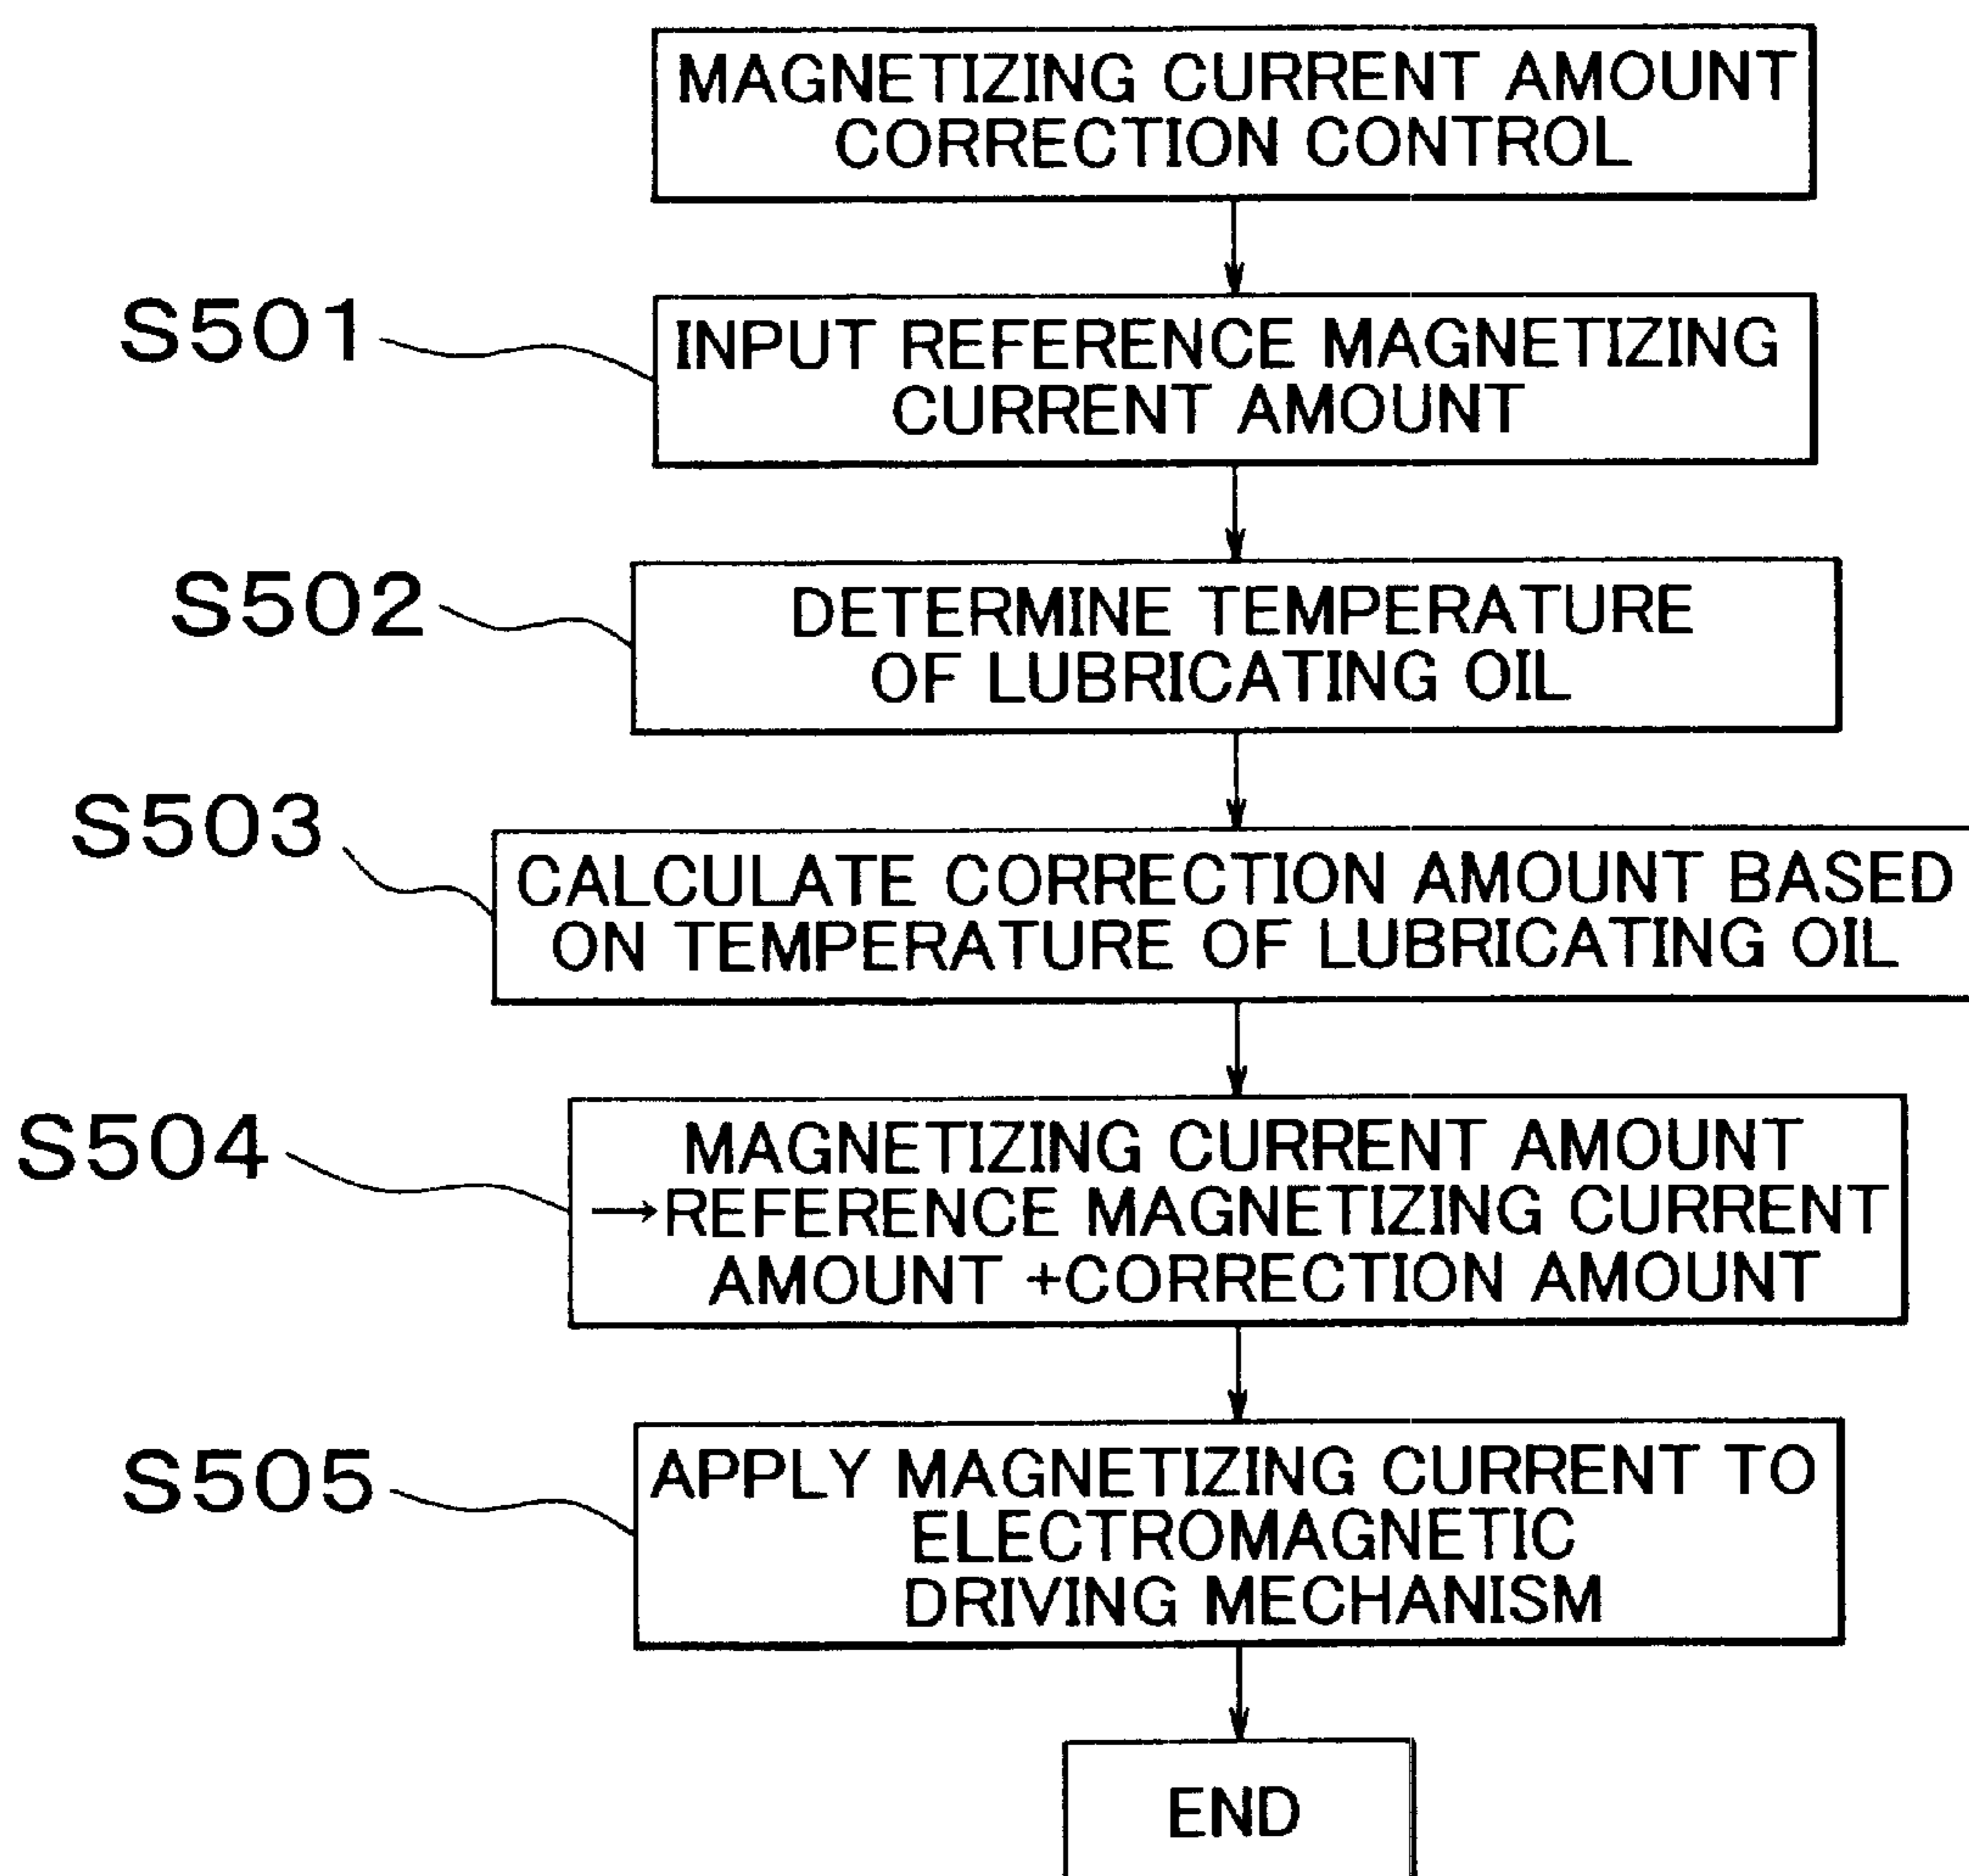 MAGNETIZING CURRENT AMOUNT
CORRECTION CONTROL
S501
INPUT REFERENCE MAGNETIZING
CURRENT AMOUNT
S502
DETERMINE TEMPERATURE
OF LUBRICATING OIL
S503
CALCULATE CORRECTION AMOUNT BASED
ON TEMPERATURE OF LUBRICATING OIL
S504
MAGNETIZING CURRENT AMOUNT
→REFERENCE MAGNETIZING CURRENT
AMOUNT +CORRECTION AMOUNT
S505
APPLY MAGNETIZING CURRENT TO
ELECTROMAGNETIC
DRIVING MECHANISM
END